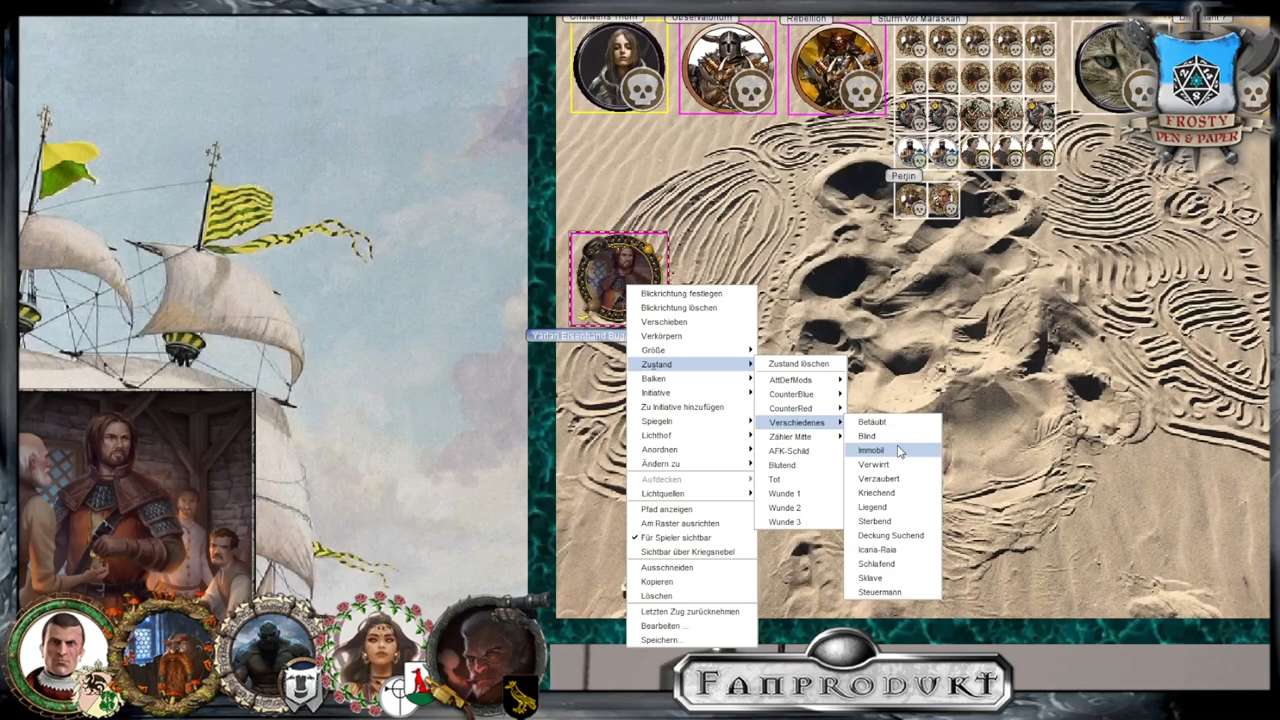 Observatorium
Rebellion
Sturm vor Maraskan
FROSTY
PEN & PAPER
Perjin
Blickrichtung festlegen
Blickrichtung löschen
Verschieben
Verkörpern
Größe
Zustand
Balken
Initiative
Zu Initiative hinzufügen
Spiegeln
Lichthof
Anordnen
Ändern zu
Aufdecken
Lichtquellen
Pfad anzeigen
Am Raster ausrichten
Für Spieler sichtbar
Sichtbar über Kriegsnebel
Ausschneiden
Kopieren
Löschen
Letzten Zug zurücknehmen
Bearbeiten ...
Speichern...
Zustand löschen
AttDefMods
CounterBlue
CounterRed
Verschiedenes
Zähler Mitte
AFK-Schild
Blutend
Tot
Wunde 1
Wunde 2
Wunde 3
Betäubt
Blind
Immobil
Verwirrt
Verzaubert
Kriechend
Liegend
Sterbend
Deckung Suchend
Icana-Raia
Schlafend
Sklave
Steuermann
FANPRODUKT